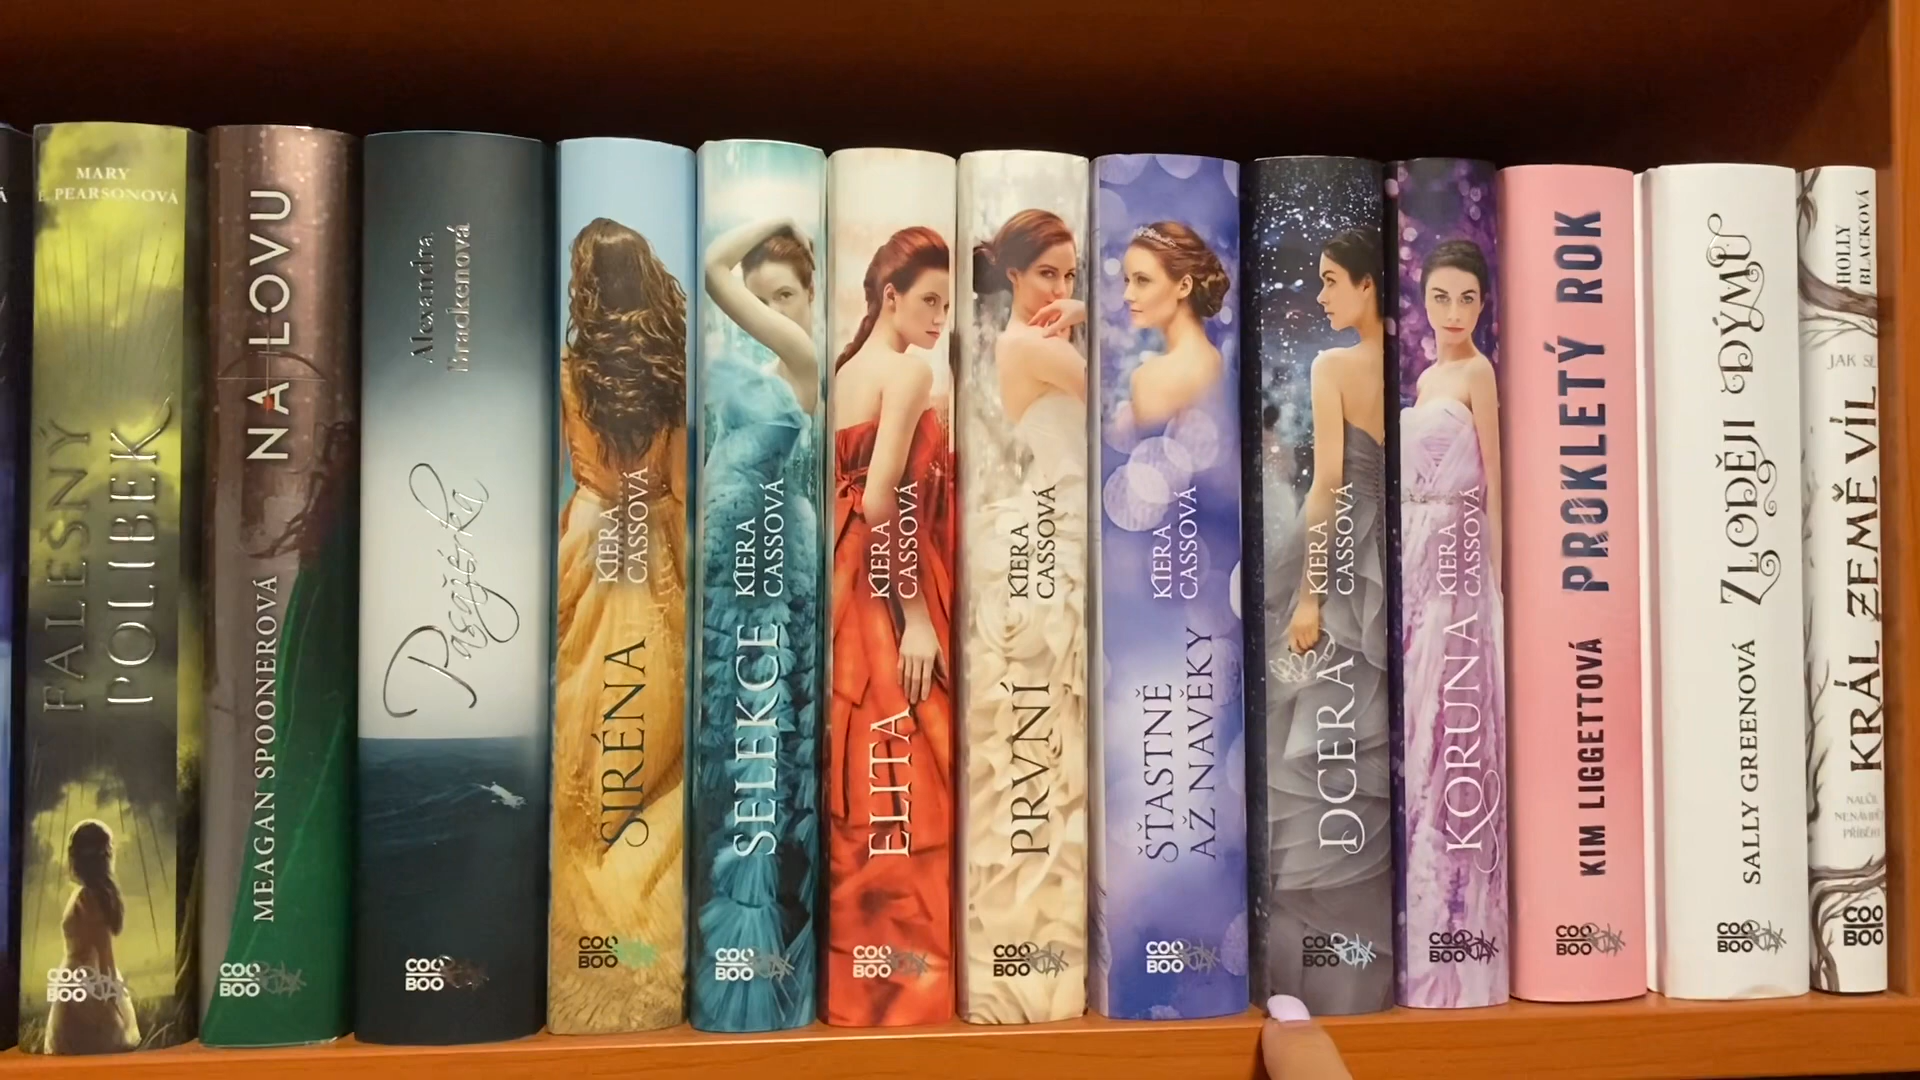 MARY
E. PEARSONOVÁ
FALEŠNÝ
POLIBEK
COO
BOO
NA LOVU
MEAGAN SPOONEROVÁ
COO
BOO
Alexandra
Brackenová
Pasažérka
COO
BOO
KIERA
CASSOVÁ
SIRÉNA
COO
BOO
KIERA
CASSOVÁ
SELEKCE
COO
BOO
KIERA
CASSOVÁ
ELITA
COO
BOO
KIERA
CASSOVÁ
PRVNÍ
COO
BOO
KIERA
CASSOVÁ
ŠŤASTNĚ
AŽ NAVĚKY
COO
BOO
KIERA
CASSOVÁ
DCERA
COO
BOO
KIERA
CASSOVÁ
KORUNA
COO
BOO
KIM LIGGETTOVÁ PROKLETÝ ROK
COO
BOO
SALLY GREENOVÁ ZLODĚJI DÝMŮ
COO
BOO
HOLLY
BLACKOVÁ
JAK SE
KRÁL ZEMĚ VÍL
COO
BOO